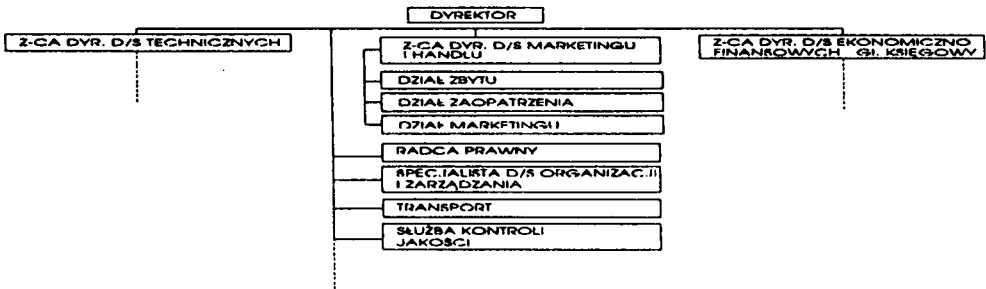 DYREKTOR
Z-CA DYR. D/S TECHNICZNYCH
Z-CA DYR. D/S MARKETINGU
I HANDLU
DZIAŁ ZBYTU
DZIAŁ ZAOPATRZENIA
DZIAŁ MARKETINGU
RADCA PRAWNY
SPECJALISTA D/S ORGANIZACJI
I ZARZĄDZANIA
TRANSPORT
SŁUŻBA KONTROLI
JAKOŚCI
Z-CA DYR. D/S EKONOMICZNO
FINANSOWYCH GL. KSIĘGOWY